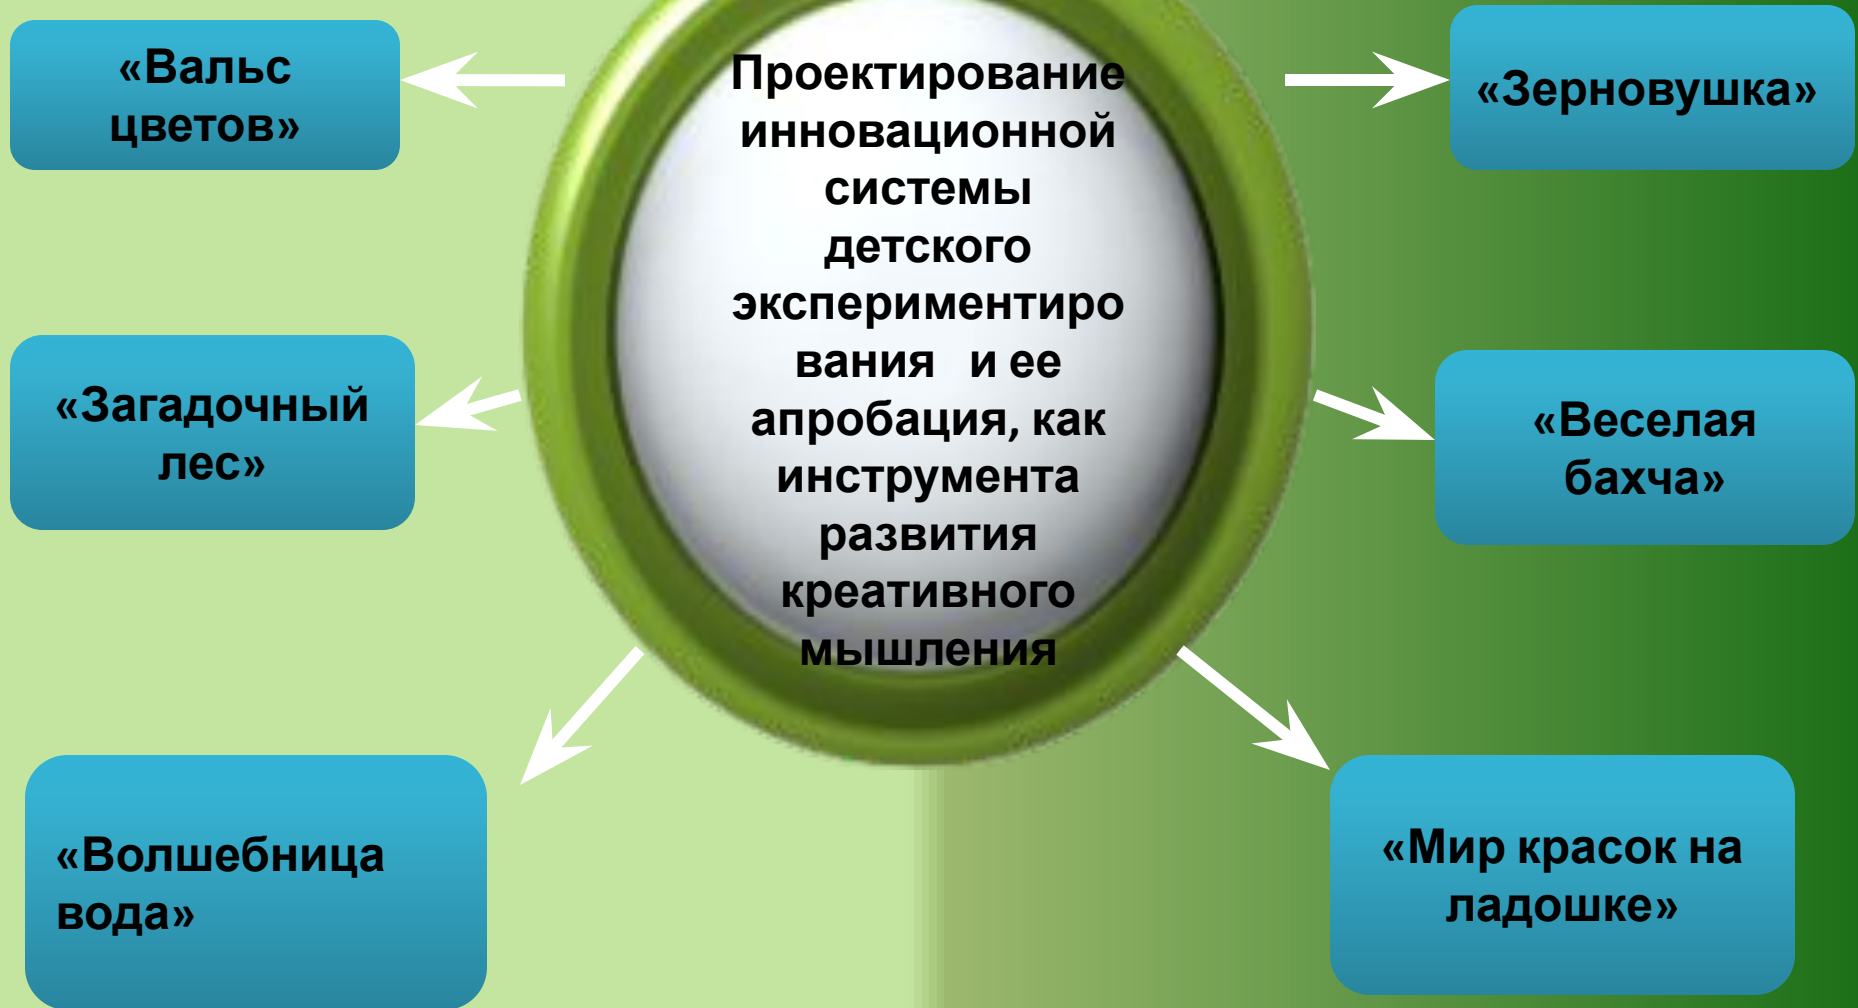 «Вальс
цветов»
«Загадочный
лес»
«Волшебница
вода»
Проектирование
инновационной
системы
детского
экспериментиро
вания и ее
апробация, как
инструмента
развития
креативного
мышления
«Зерновушка»
«Веселая
бахча»
«Мир красок на
ладошке»